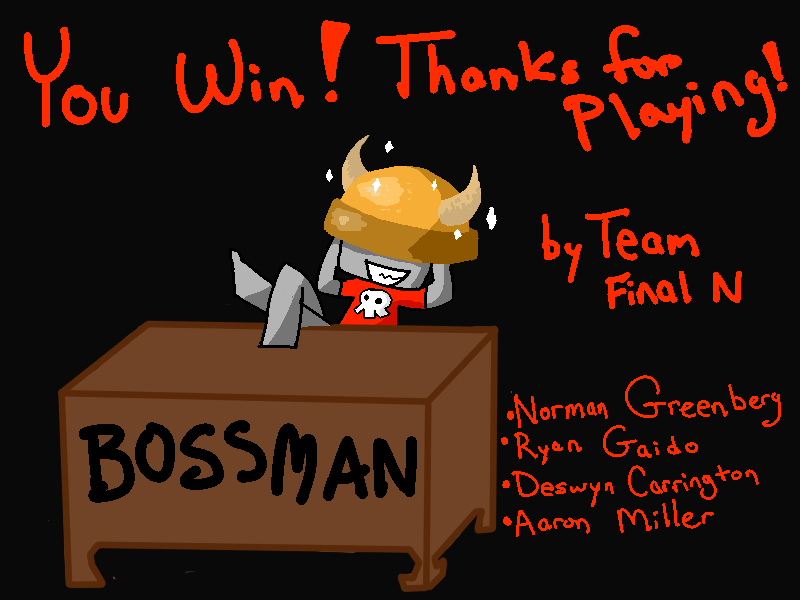 You Win! Thanks for
Playing!
by Team
Final N
BOSSMAN
•Norman Greenberg
•Ryan Gaido
•Deswyn Carrington
•Aaron Miller